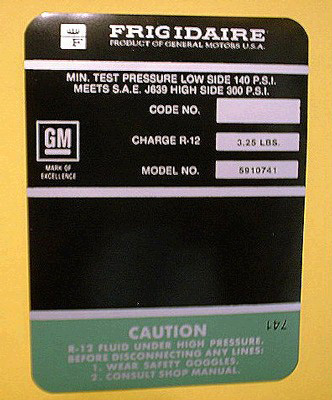 F
FRIGIDAIRE
PRODUCT OF GENERAL MOTORS U.S.A.
MIN. TEST PRESSURE LOW SIDE 140 P.S.I.
MEETS S.A.E. J639 HIGH SIDE 300 P.S.I.
CODE NO.
GM
MARK OF
EXCELLENCE
CHARGE R-12 3.25 LBS.
MODEL NO. 5910741
741
CAUTION
R-12 FLUID UNDER HIGH PRESSURE.
BEFORE DISCONNECTING ANY LINES:
1. WEAR SAFETY GOGGLES.
2. CONSULT SHOP MANUAL.